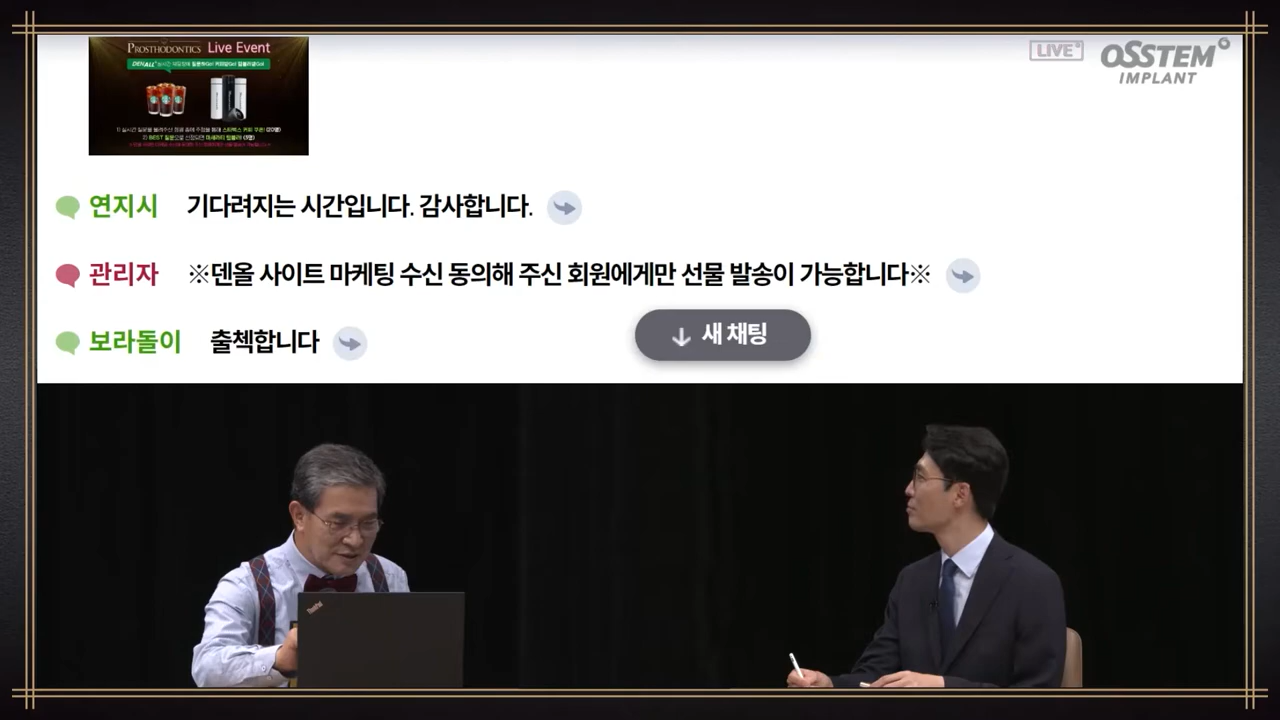 PROSTHODONTICS Live Event
LIVE
OSSTEM
IMPLANT
연지시 기다려지는 시간입니다. 감사합니다.
관리자 ※덴올 사이트 마케팅 수신 동의해 주신 회원에게만 선물 발송이 가능합니다※
새 채팅
보라돌이 출첵합니다
ThinkPad